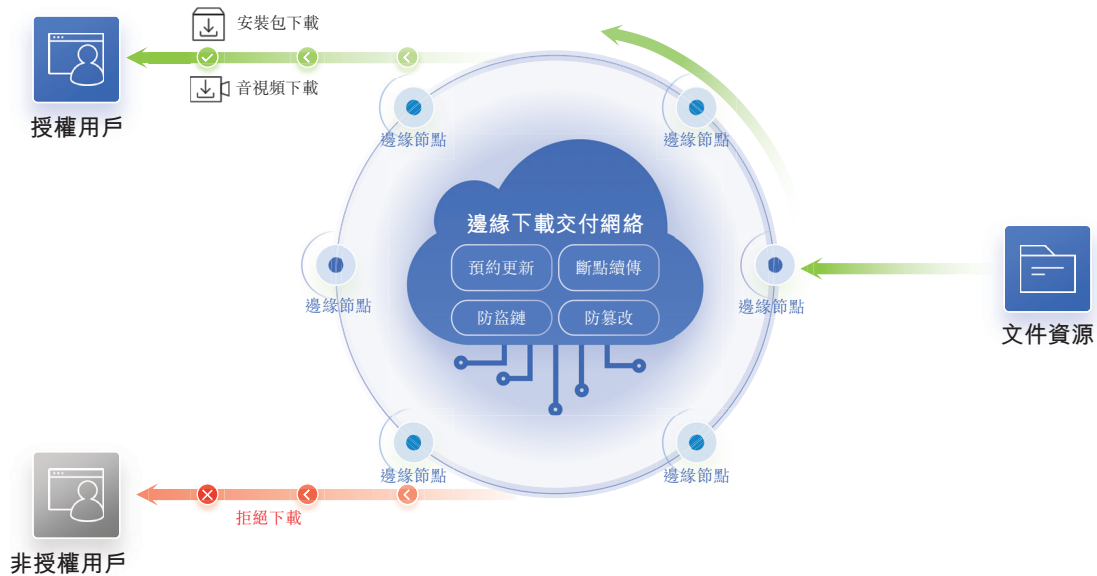 安裝包下載
音視頻下載
授權用戶
邊緣節點
邊緣節點
邊緣下載交付網絡
預約更新
斷點續傳
防盜鏈
防篡改
邊緣節點
邊緣節點
文件資源
邊緣節點
邊緣節點
拒絕下載
非授權用戶